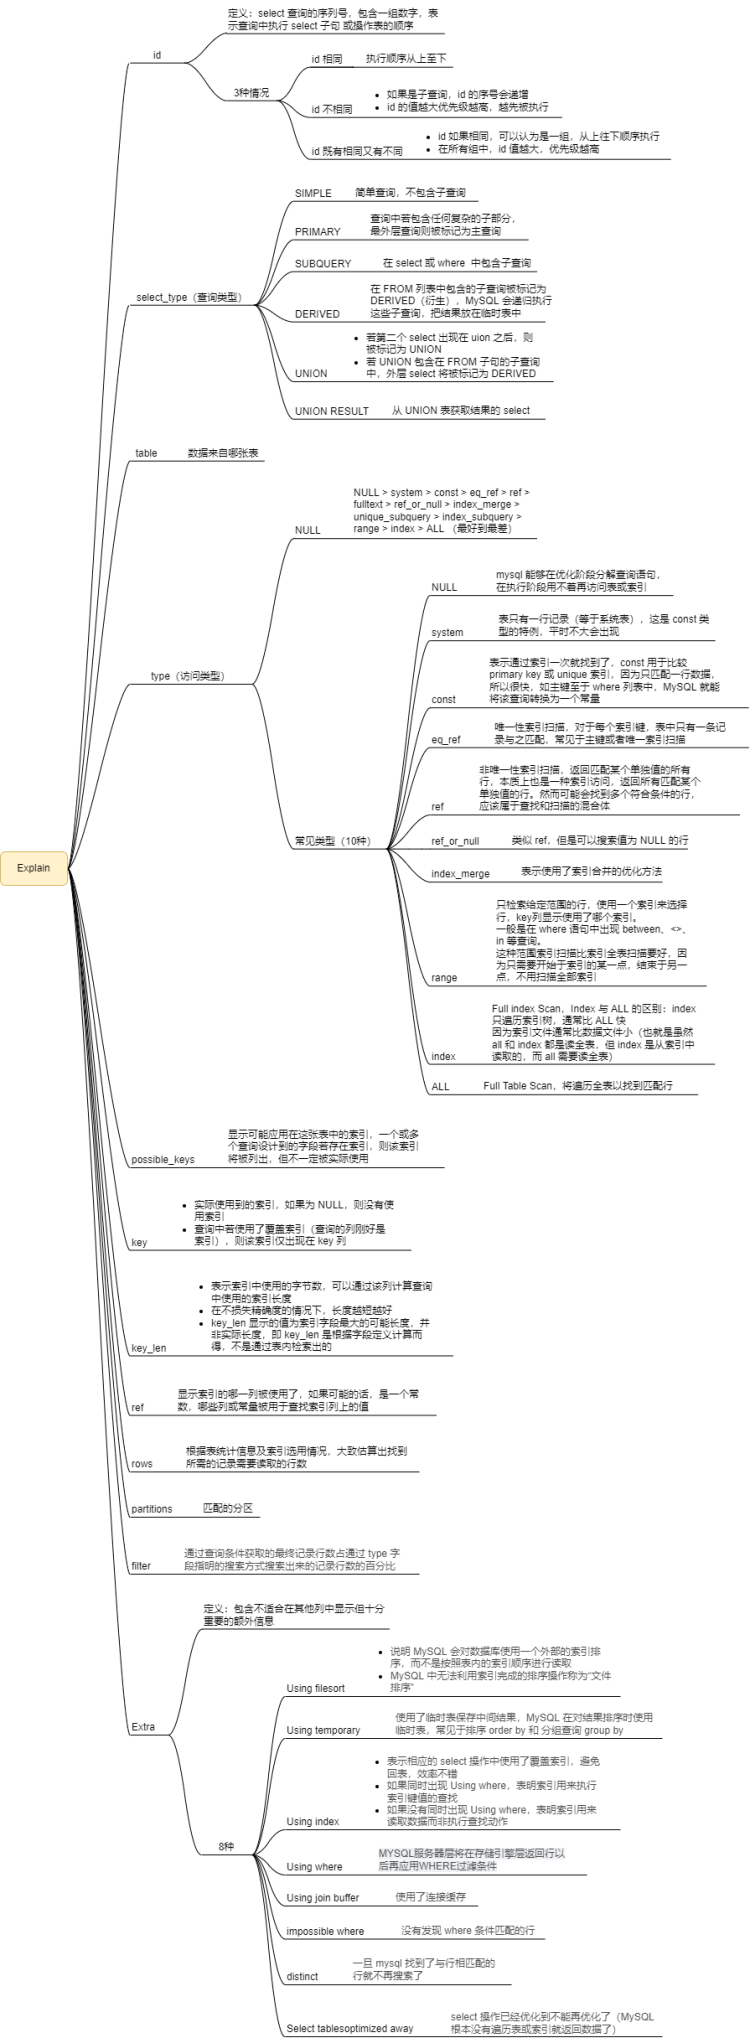 定义：select 查询的序列号，包含一组数字，表
示查询中执行 select 子句 或操作表的顺序
id
3种情况
id 相同
执行顺序从上至下
id 不相同
• 如果是子查询，id 的序号会递增
• id 的值越大优先级越高，越先被执行
id 既有相同又有不同
• id 如果相同，可以认为是一组，从上往下顺序执行
• 在所有组中，id 值越大，优先级越高
select_type（查询类型）
SIMPLE
简单查询，不包含子查询
PRIMARY
查询中若包含任何复杂的子部分，
最外层查询则被标记为主查询
SUBQUERY
在 select 或 where 中包含子查询
DERIVED
在 FROM 列表中包含的子查询被标记为
DERIVED（衍生），MySQL 会递归执行
这些子查询，把结果放在临时表中
UNION
• 若第二个 select 出现在 uion 之后，则
被标记为 UNION
• 若 UNION 包含在 FROM 子句的子查询
中，外层 select 将被标记为 DERIVED
UNION RESULT
从 UNION 表获取结果的 select
table
数据来自哪张表
type（访问类型）
NULL
NULL > system > const > eq_ref > ref >
fulltext > ref_or_null > index_merge >
unique_subquery > index_subquery >
range > index > ALL （最好到最差）
常见类型（10种）
NULL
mysql 能够在优化阶段分解查询语句，
在执行阶段用不着再访问表或索引
system
表只有一行记录（等于系统表），这是 const 类
型的特例，平时不大会出现
const
表示通过索引一次就找到了，const 用于比较
primary key 或 unique 索引，因为只匹配一行数据，
所以很快，如主键至于 where 列表中，MySQL 就能
将该查询转换为一个常量
eq_ref
唯一性索引扫描，对于每个索引键，表中只有一条记
录与之匹配，常见于主键或者唯一索引扫描
ref
非唯一性索引扫描，返回匹配某个单独值的所有
行，本质上也是一种索引访问，返回所有匹配某个
单独值的行。然而可能会找到多个符合条件的行，
应该属于查找和扫描的混合体
ref_or_null
类似 ref，但是可以搜索值为 NULL 的行
index_merge
表示使用了索引合并的优化方法
range
只检索给定范围的行，使用一个索引来选择
行，key列显示使用了哪个索引。
一般是在 where 语句中出现 between、<>、
in 等查询。
这种范围索引扫描比索引全表扫描要好，因
为只需要开始于索引的某一点，结束于另一
点，不用扫描全部索引
index
Full index Scan，Index 与 ALL 的区别：index
只遍历索引树，通常比 ALL 快
因为索引文件通常比数据文件小（也就是虽然
all 和 index 都是读全表，但 index 是从索引中
读取的，而 all 需要读全表）
ALL
Full Table Scan，将遍历全表以找到匹配行
Explain
possible_keys
显示可能应用在这张表中的索引，一个或多
个查询设计到的字段若存在索引，则该索引
将被列出，但不一定被实际使用
key
• 实际使用到的索引，如果为 NULL，则没有使
用索引
• 查询中若使用了覆盖索引（查询的列刚好是
索引），则该索引仅出现在 key 列
key_len
• 表示索引中使用的字节数，可以通过该列计算查询
中使用的索引长度
• 在不损失精确度的情况下，长度越短越好
• key_len 显示的值为索引字段最大的可能长度，并
非实际长度，即 key_len 是根据字段定义计算而
得，不是通过表内检索出的
ref
显示索引的哪一列被使用了，如果可能的话，是一个常
数，哪些列或常量被用于查找索引列上的值
rows
根据表统计信息及索引选用情况，大致估算出找到
所需的记录需要读取的行数
partitions
匹配的分区
filter
通过查询条件获取的最终记录行数占通过 type 字
段指明的搜索方式搜索出来的记录行数的百分比
Extra
定义：包含不适合在其他列中显示但十分
重要的额外信息
8种
Using filesort
• 说明 MySQL 会对数据库使用一个外部的索引排
序，而不是按照表内的索引顺序进行读取
• MySQL 中无法利用索引完成的排序操作称为“文件
排序”
Using temporary
使用了临时表保存中间结果，MySQL 在对结果排序时使用
临时表，常见于排序 order by 和 分组查询 group by
Using index
• 表示相应的 select 操作中使用了覆盖索引，避免
回表，效率不错
• 如果同时出现 Using where，表明索引用来执行
索引键值的查找
• 如果没有同时出现 Using where，表明索引用来
读取数据而非执行查找动作
Using where
MYSQL服务器层将在存储引擎层返回行以
后再应用WHERE过滤条件
Using join buffer
使用了连接缓存
impossible where
没有发现 where 条件匹配的行
distinct
一旦 mysql 找到了与行相匹配的
行就不再搜索了
Select tablesoptimized away
select 操作已经优化到不能再优化了（MySQL
根本没有遍历表或索引就返回数据了）